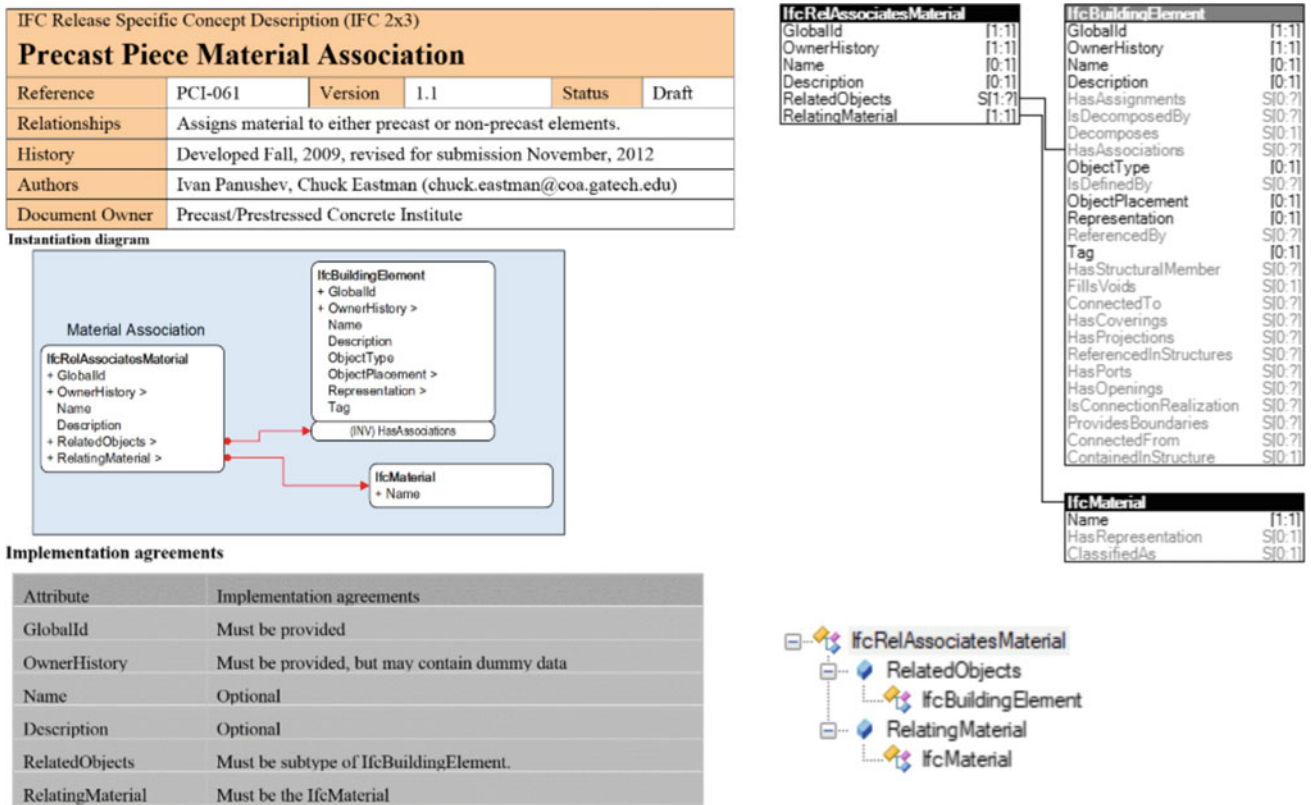 IFC Release Specific Concept Description (IFC 2x3)
Precast Piece Material Association
Reference PCI-061 Version 1.1 Status Draft
Relationships Assigns material to either precast or non-precast elements.
History Developed Fall, 2009, revised for submission November, 2012
Authors Ivan Panushev, Chuck Eastman (chuck.eastman@coa.gatech.edu)
Document Owner Precast/Prestressed Concrete Institute
Instantiation diagram
Material Association
IfcRelAssociatesMaterial
+ GlobalId
+ OwnerHistory >
Name
Description
+ RelatedObjects >
+ RelatingMaterial >
IfcBuildingElement
+ GlobalId
+ OwnerHistory >
Name
Description
ObjectType
ObjectPlacement >
Representation >
Tag
(INV) HasAssociations
IfcMaterial
+ Name
Implementation agreements
Attribute Implementation agreements
GlobalId Must be provided
OwnerHistory Must be provided, but may contain dummy data
Name Optional
Description Optional
RelatedObjects Must be subtype of IfcBuildingElement.
RelatingMaterial Must be the IfcMaterial
IfcRelAssociatesMaterial
GlobalId [1:1]
OwnerHistory [1:1]
Name [0:1]
Description [0:1]
RelatedObjects S[1:?]
RelatingMaterial [1:1]
IfcBuildingElement
GlobalId [1:1]
OwnerHistory [1:1]
Name [0:1]
Description [0:1]
HasAssignments S[0:?]
IsDecomposedBy S[0:?]
Decomposes S[0:1]
HasAssociations S[0:?]
ObjectType [0:1]
IsDefinedBy S[0:?]
ObjectPlacement [0:1]
Representation [0:1]
ReferencedBy S[0:?]
Tag [0:1]
HasStructuralMember S[0:?]
FillsVoids S[0:1]
ConnectedTo S[0:?]
HasCoverings S[0:?]
HasProjections S[0:?]
ReferencedInStructures S[0:?]
HasPorts S[0:?]
HasOpenings S[0:?]
IsConnectionRealization S[0:?]
ProvidesBoundaries S[0:?]
ConnectedFrom S[0:?]
ContainedInStructure S[0:1]
IfcMaterial
Name [1:1]
HasRepresentation S[0:1]
ClassifiedAs S[0:1]
IfcRelAssociatesMaterial
RelatedObjects
IfcBuildingElement
RelatingMaterial
IfcMaterial